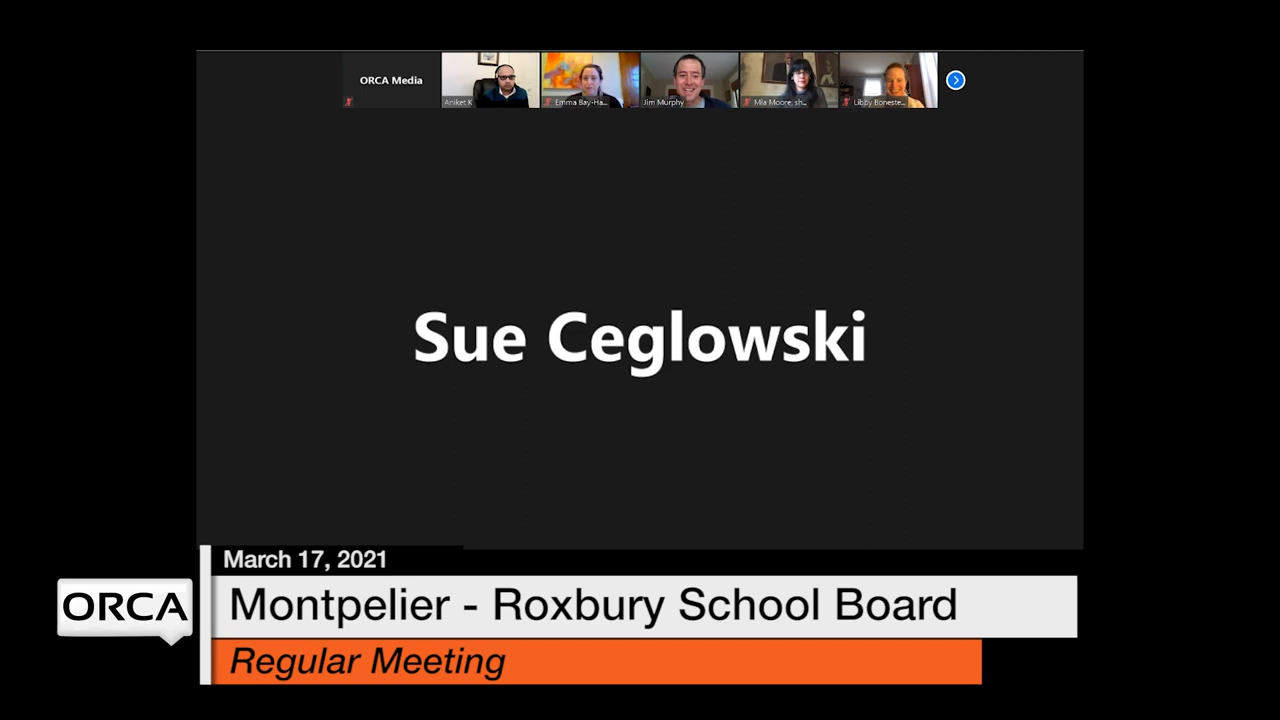 ORCA Media
Aniket K
Emma Bay-Ha...
Jim Murphy
Mia Moore, sh...
Libby Boneste...
Sue Ceglowski
March 17, 2021
ORCA
Montpelier - Roxbury School Board
Regular Meeting